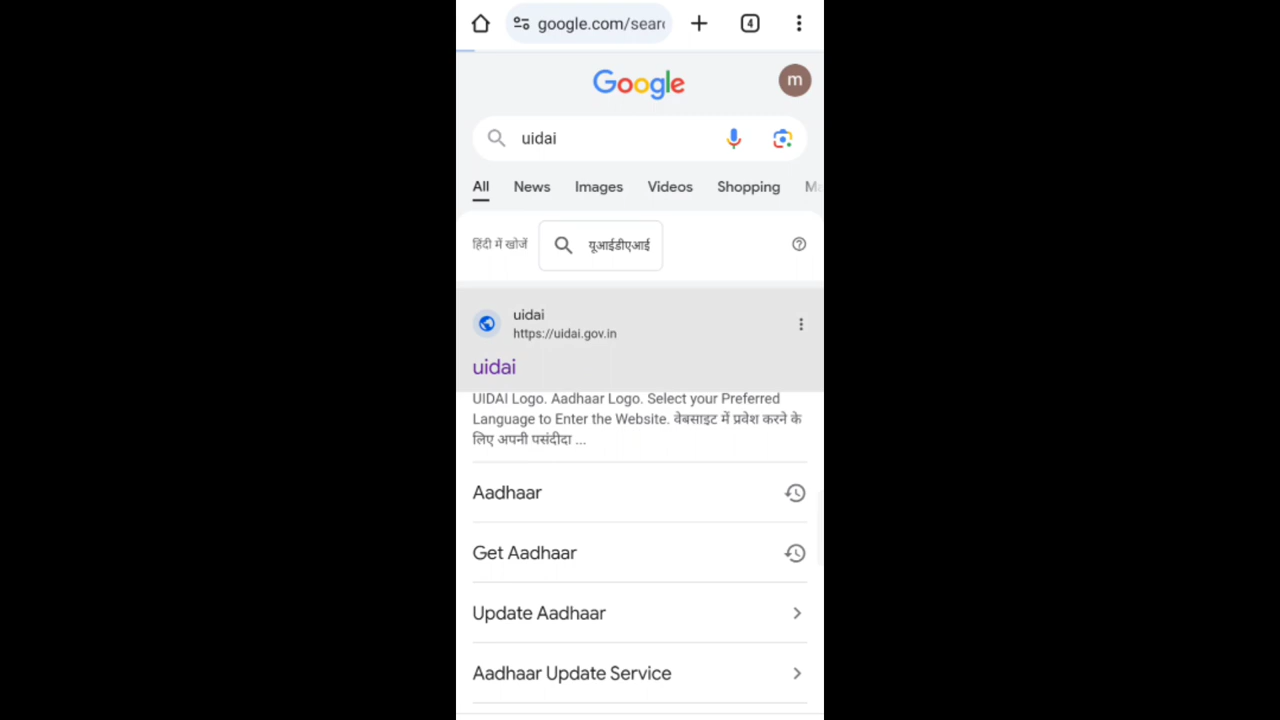 google.com/sear
4
Google
m
uidai
All News Images Videos Shopping
हिंदी में खोजें यूआईडीएआई
uidai
https://uidai.gov.in
uidai
UIDAI Logo. Aadhaar Logo. Select your Preferred
Language to Enter the Website. वेबसाइट में प्रवेश करने के
लिए अपनी पसंदीदा ...
Aadhaar
Get Aadhaar
Update Aadhaar
Aadhaar Update Service